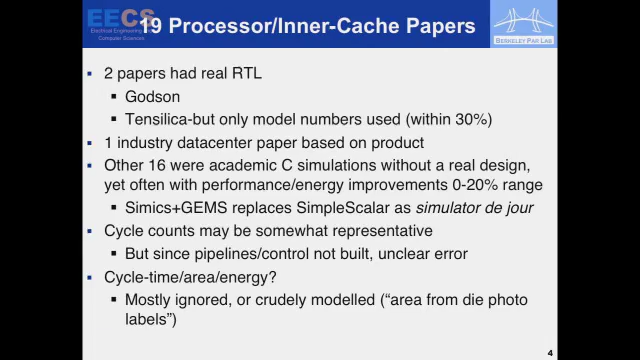 EECS
Electrical Engineering and
Computer Sciences
19 Processor/Inner-Cache Papers
BERKELEY PAR LAB
2 papers had real RTL
Godson
Tensilica-but only model numbers used (within 30%)
1 industry datacenter paper based on product
Other 16 were academic C simulations without a real design,
yet often with performance/energy improvements 0-20% range
Simics+GEMS replaces SimpleScalar as simulator de jour
Cycle counts may be somewhat representative
But since pipelines/control not built, unclear error
Cycle-time/area/energy?
Mostly ignored, or crudely modelled (“area from die photo
labels”)
4